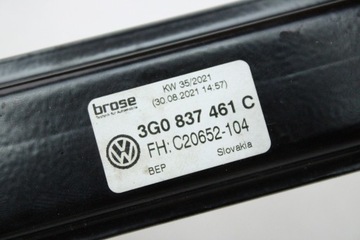 brose
KW 35/2021
(30.08.2021 14:57)
3G0 837 461 C
FH: C20652-104
BEP Slovakia